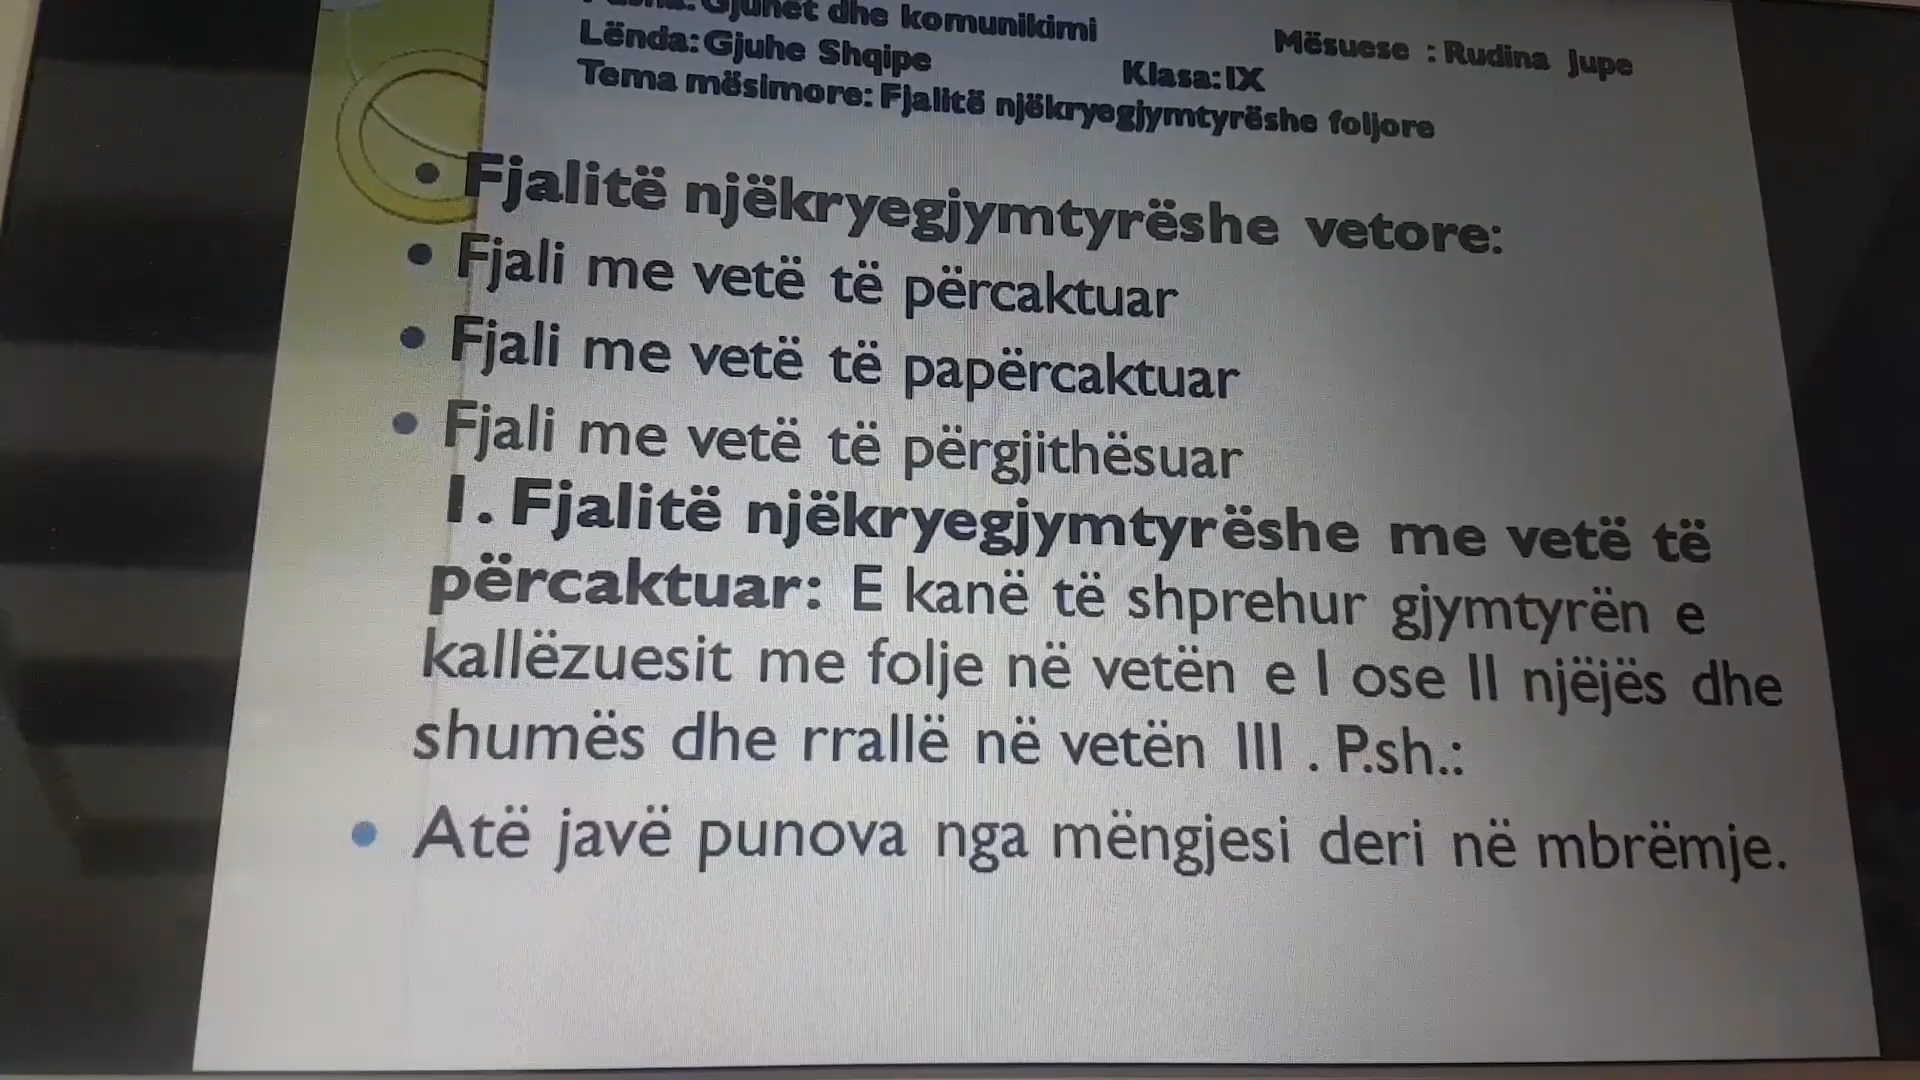 Gjuhët dhe komunikimi
Lënda: Gjuhe Shqipe
Mësuese : Rudina Jupe
Klasa: IX
Tema mësimore: Fjalitë njëkryegjymtyrëshe foljore
• Fjalitë njëkryegjymtyrëshe vetore:
• Fjali me vetë të përcaktuar
• Fjali me vetë të papërcaktuar
• Fjali me vetë të përgjithësuar
I. Fjalitë njëkryegjymtyrëshe me vetë të
përcaktuar: E kanë të shprehur gjymtyrën e
kallëzuesit me folje në vetën e I ose II njëjës dhe
shumës dhe rrallë në vetën III . P.sh.:
• Atë javë punova nga mëngjesi deri në mbrëmje.